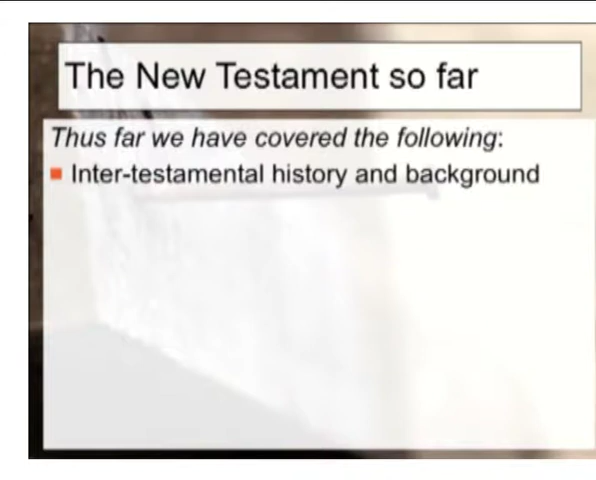 The New Testament so far
Thus far we have covered the following:
Inter-testamental history and background